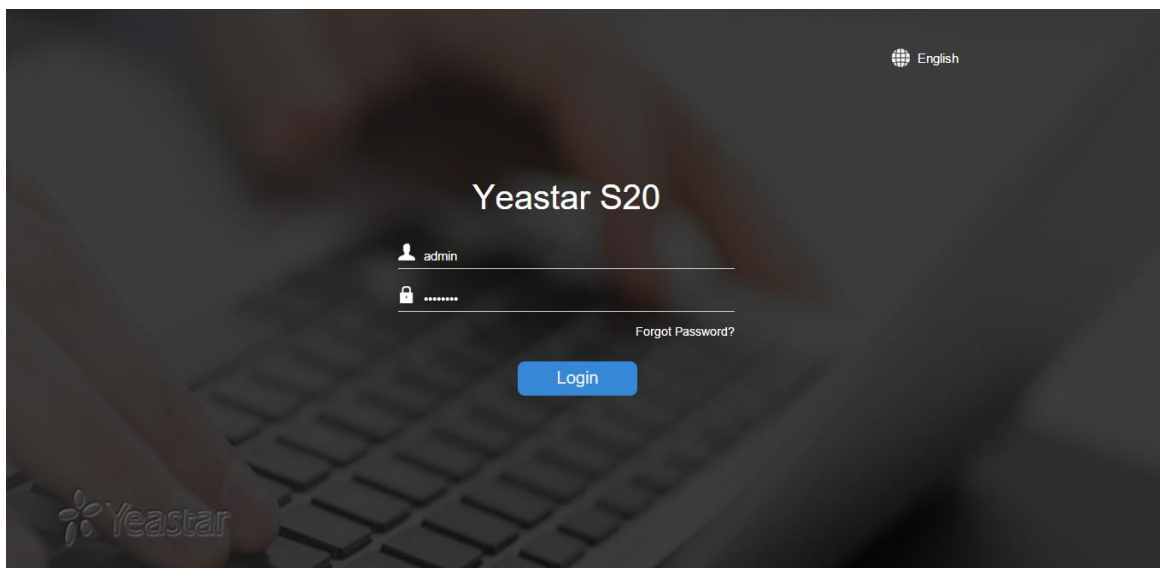 English
Yeastar S20
admin
••••••••
Forgot Password?
Login
Yeastar